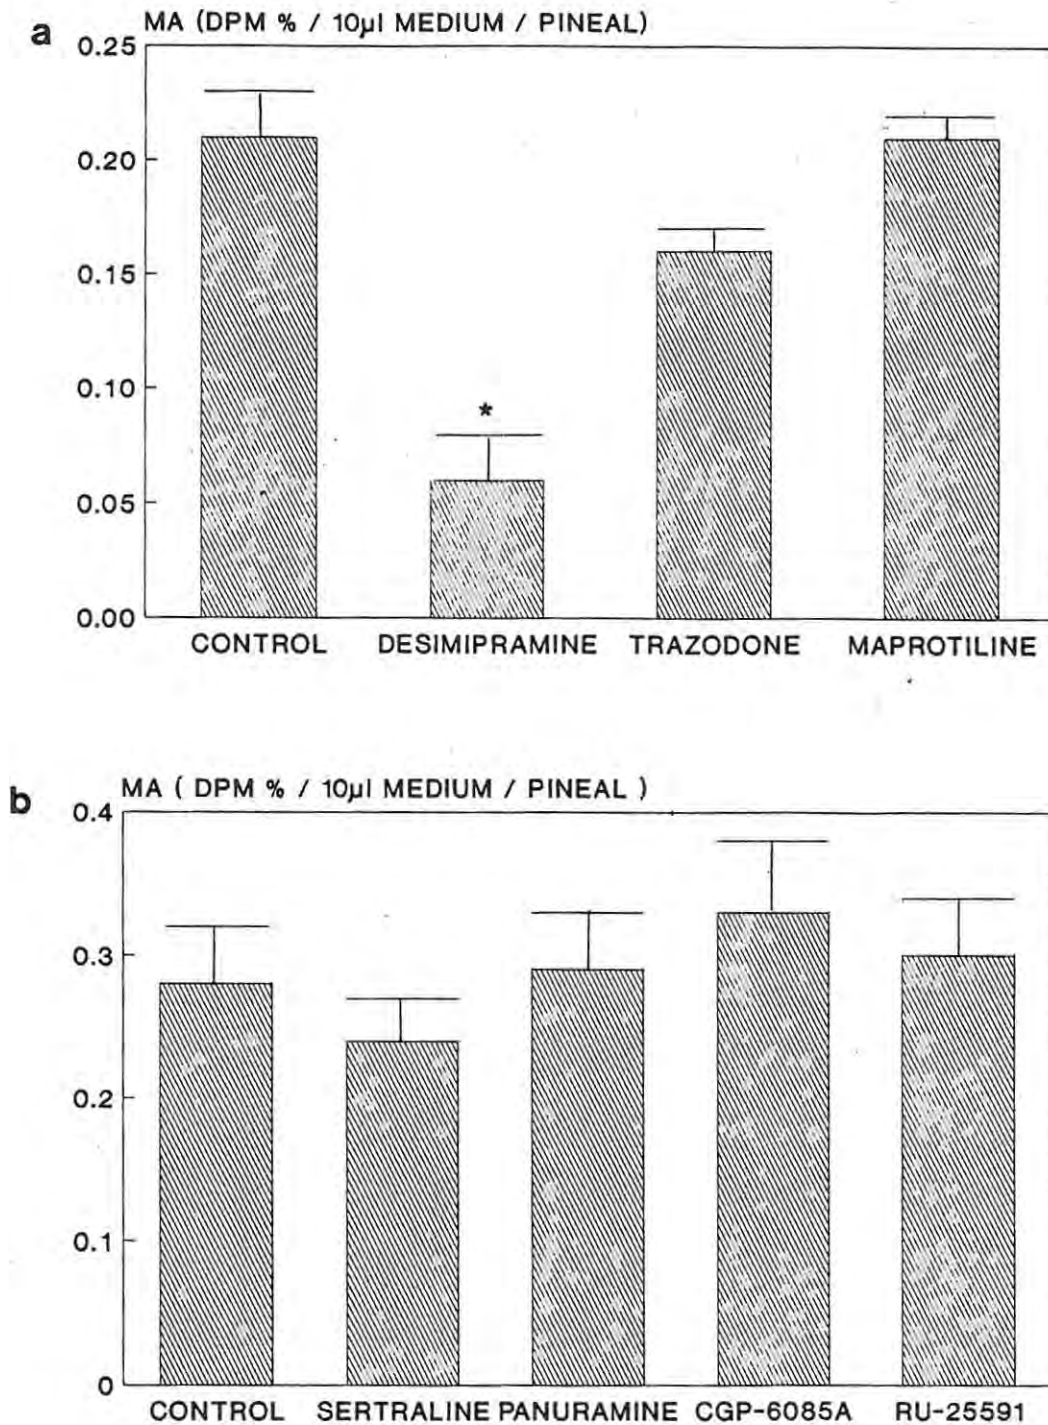 a
MA (DPM % / 10µl MEDIUM / PINEAL)
0.25
0.20
0.15
0.10
*
0.05
0.00
CONTROL DESIMIPRAMINE TRAZODONE MAPROTILINE
b
MA ( DPM % / 10µl MEDIUM / PINEAL )
0.4
0.3
0.2
0.1
0
CONTROL SERTRALINE PANURAMINE CGP-6085A RU-25591